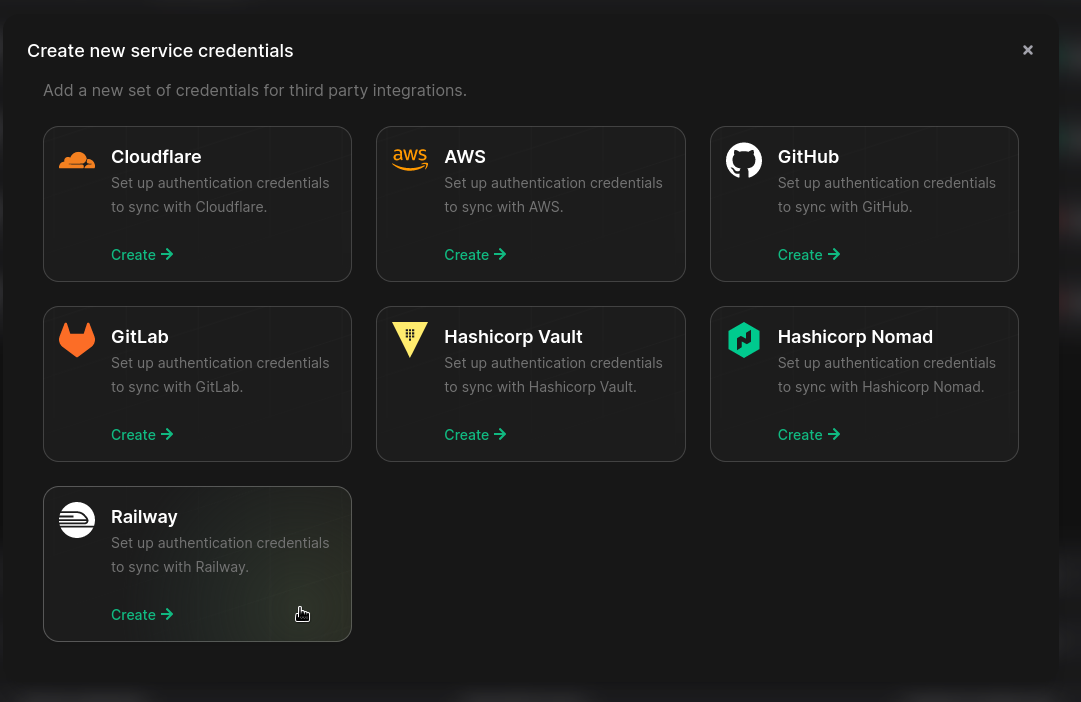 Create new service credentials
Add a new set of credentials for third party integrations.
Cloudflare
Set up authentication credentials
to sync with Cloudflare.
Create
aws
AWS
Set up authentication credentials
to sync with AWS.
Create
GitHub
Set up authentication credentials
to sync with GitHub.
Create
GitLab
Set up authentication credentials
to sync with GitLab.
Create
Hashicorp Vault
Set up authentication credentials
to sync with Hashicorp Vault.
Create
Hashicorp Nomad
Set up authentication credentials
to sync with Hashicorp Nomad.
Create
Railway
Set up authentication credentials
to sync with Railway.
Create